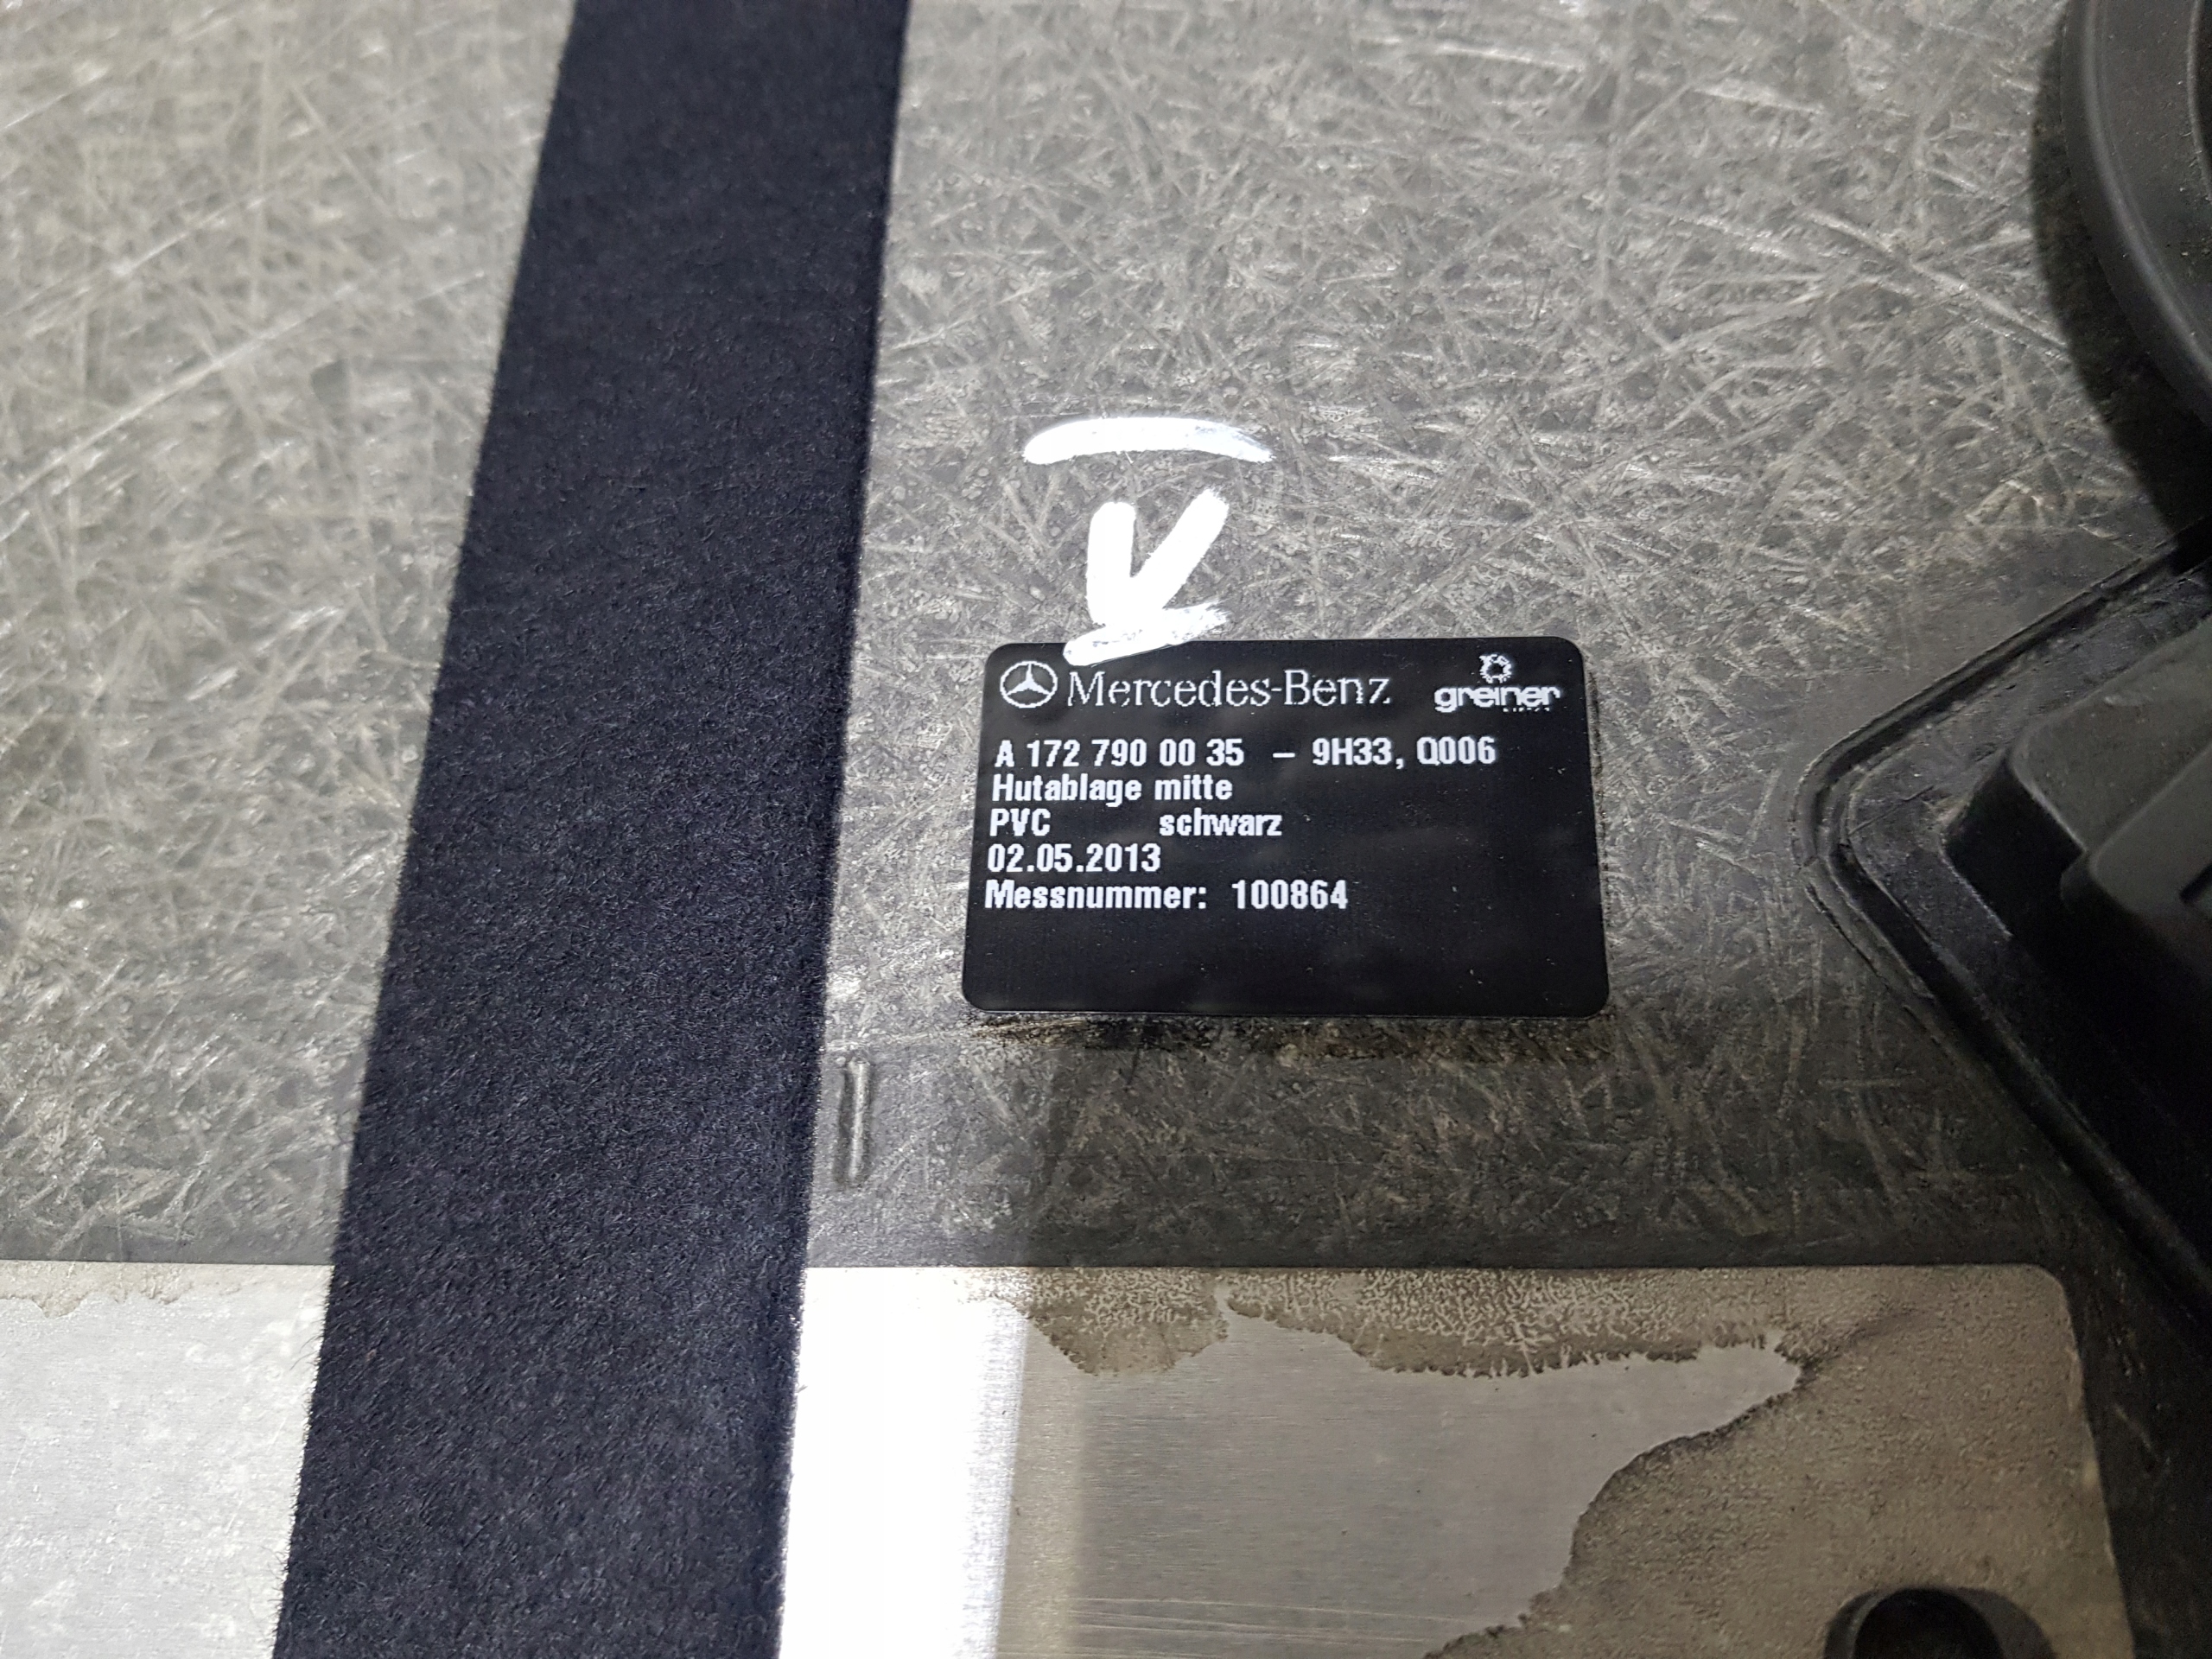 Mercedes-Benz greiner
A 172 790 00 35 – 9H33, Q006
Hutablage mitte
PVC schwarz
02.05.2013
Messnummer: 100864